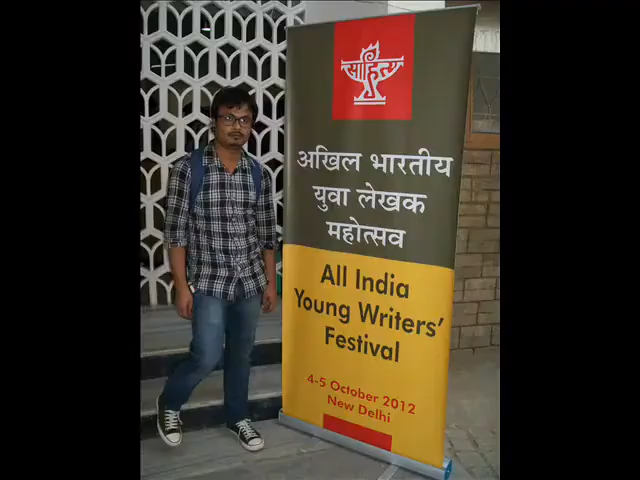 साहित्य
अखिल भारतीय
युवा लेखक
महोत्सव
All India
Young Writers'
Festival
4-5 October 2012
New Delhi